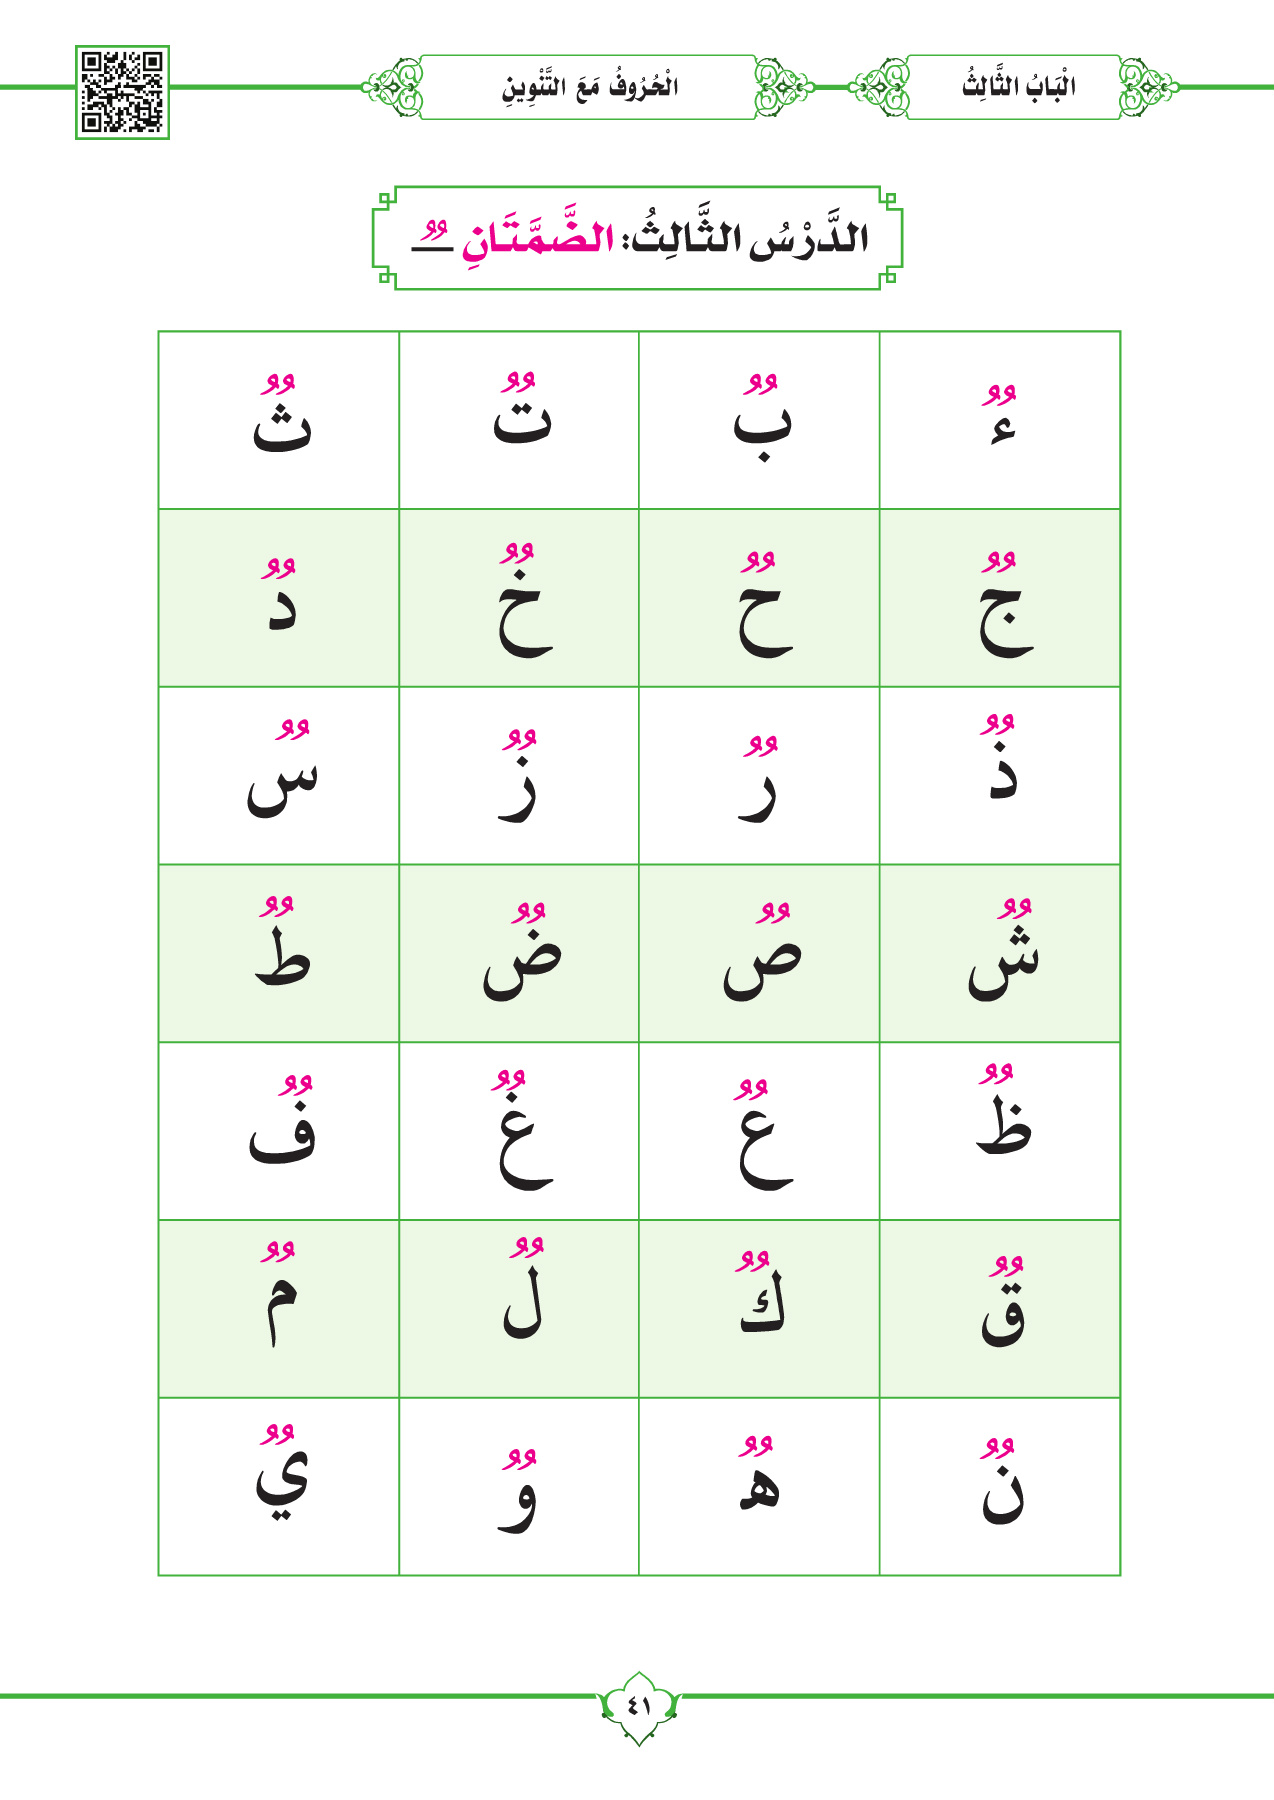 الْبَابُ الثَّالِثُ
الْحُرُوفُ مَعَ التَّنْوِينِ
الدَّرْسُ الثَّالِثُ: الضَّمَّتَانِ ـٌـ
ءٌ بٌ تٌ ثٌ
جٌ حٌ خٌ دٌ
ذٌ رٌ زٌ سٌ
شٌ صٌ ضٌ طٌ
ظٌ عٌ غٌ فٌ
قٌ كٌ لٌ مٌ
نٌ هٌ وٌ يٌ
٤١